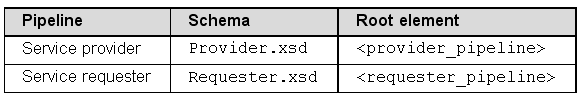 Pipeline Schema Root element
Service provider Provider.xsd <provider_pipeline>
Service requester Requester.xsd <requester_pipeline>